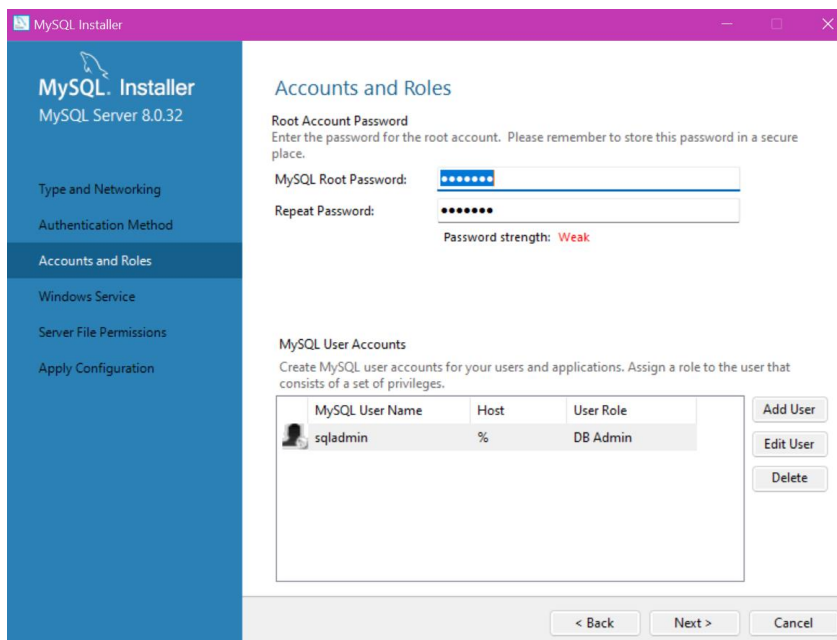 MySQL Installer
MySQL. Installer
MySQL Server 8.0.32
Type and Networking
Authentication Method
Accounts and Roles
Windows Service
Server File Permissions
Apply Configuration
Accounts and Roles
Root Account Password
Enter the password for the root account.  Please remember to store this password in a secure
place.
MySQL Root Password: •••••••
Repeat Password: •••••••
Password strength: Weak
MySQL User Accounts
Create MySQL user accounts for your users and applications. Assign a role to the user that
consists of a set of privileges.
MySQL User Name Host User Role
sqladmin % DB Admin
Add User
Edit User
Delete
< Back Next > Cancel